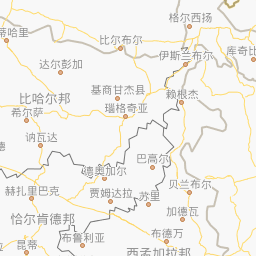 格尔西扬
蒂哈里
比尔布尔
伊斯兰布尔
库奇
达尔彭加
基商甘杰县
比哈尔邦
赖根杰
瑞格奇亚
希尔萨
讷瓦达
巴高尔
德奥加尔
赫扎里巴克
贾姆达拉
苏里
贝兰布尔
恰尔肯德邦
加德瓦
布德万
布鲁利亚
昆蒂
西孟加拉邦